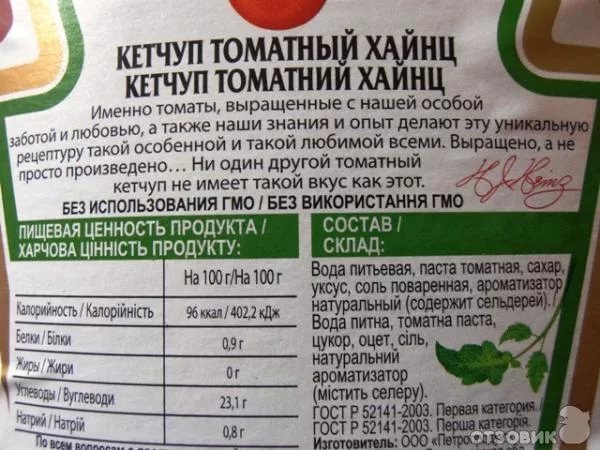 КЕТЧУП ТОМАТНЫЙ ХАЙНЦ
КЕТЧУП ТОМАТНИЙ ХАЙНЦ
Именно томаты, выращенные с нашей особой
заботой и любовью, а также наши знания и опыт делают эту уникальную
рецептуру такой особенной и такой любимой всеми. Выращено, а не
просто произведено... Ни один другой томатный
кетчуп не имеет такой вкус как этот.
БЕЗ ИСПОЛЬЗОВАНИЯ ГМО / БЕЗ ВИКОРИСТАННЯ ГМО
ПИЩЕВАЯ ЦЕННОСТЬ ПРОДУКТА /
ХАРЧОВА ЦІННІСТЬ ПРОДУКТУ:
На 100 г/На 100 г
Калорийность / Калорійність 96 ккал / 402,2 кДж
Белки / Білки 0,9 г
Жиры / Жири 0 г
Углеводы / Вуглеводи 23,1 г
Натрий / Натрій 0,8 г
По всем вопросам
СОСТАВ /
СКЛАД:
Вода питьевая, паста томатная, сахар,
уксус, соль поваренная, ароматизатор
натуральный (содержит сельдерей). /
Вода питна, томатна паста,
цукор, оцет, сіль,
натуральний
ароматизатор
(містить селеру).
ГОСТ Р 52141-2003. Первая категория. /
ГОСТ Р 52141-2003. Перша категорія.
Изготовитель: ООО «Петро
ОТЗОВИК